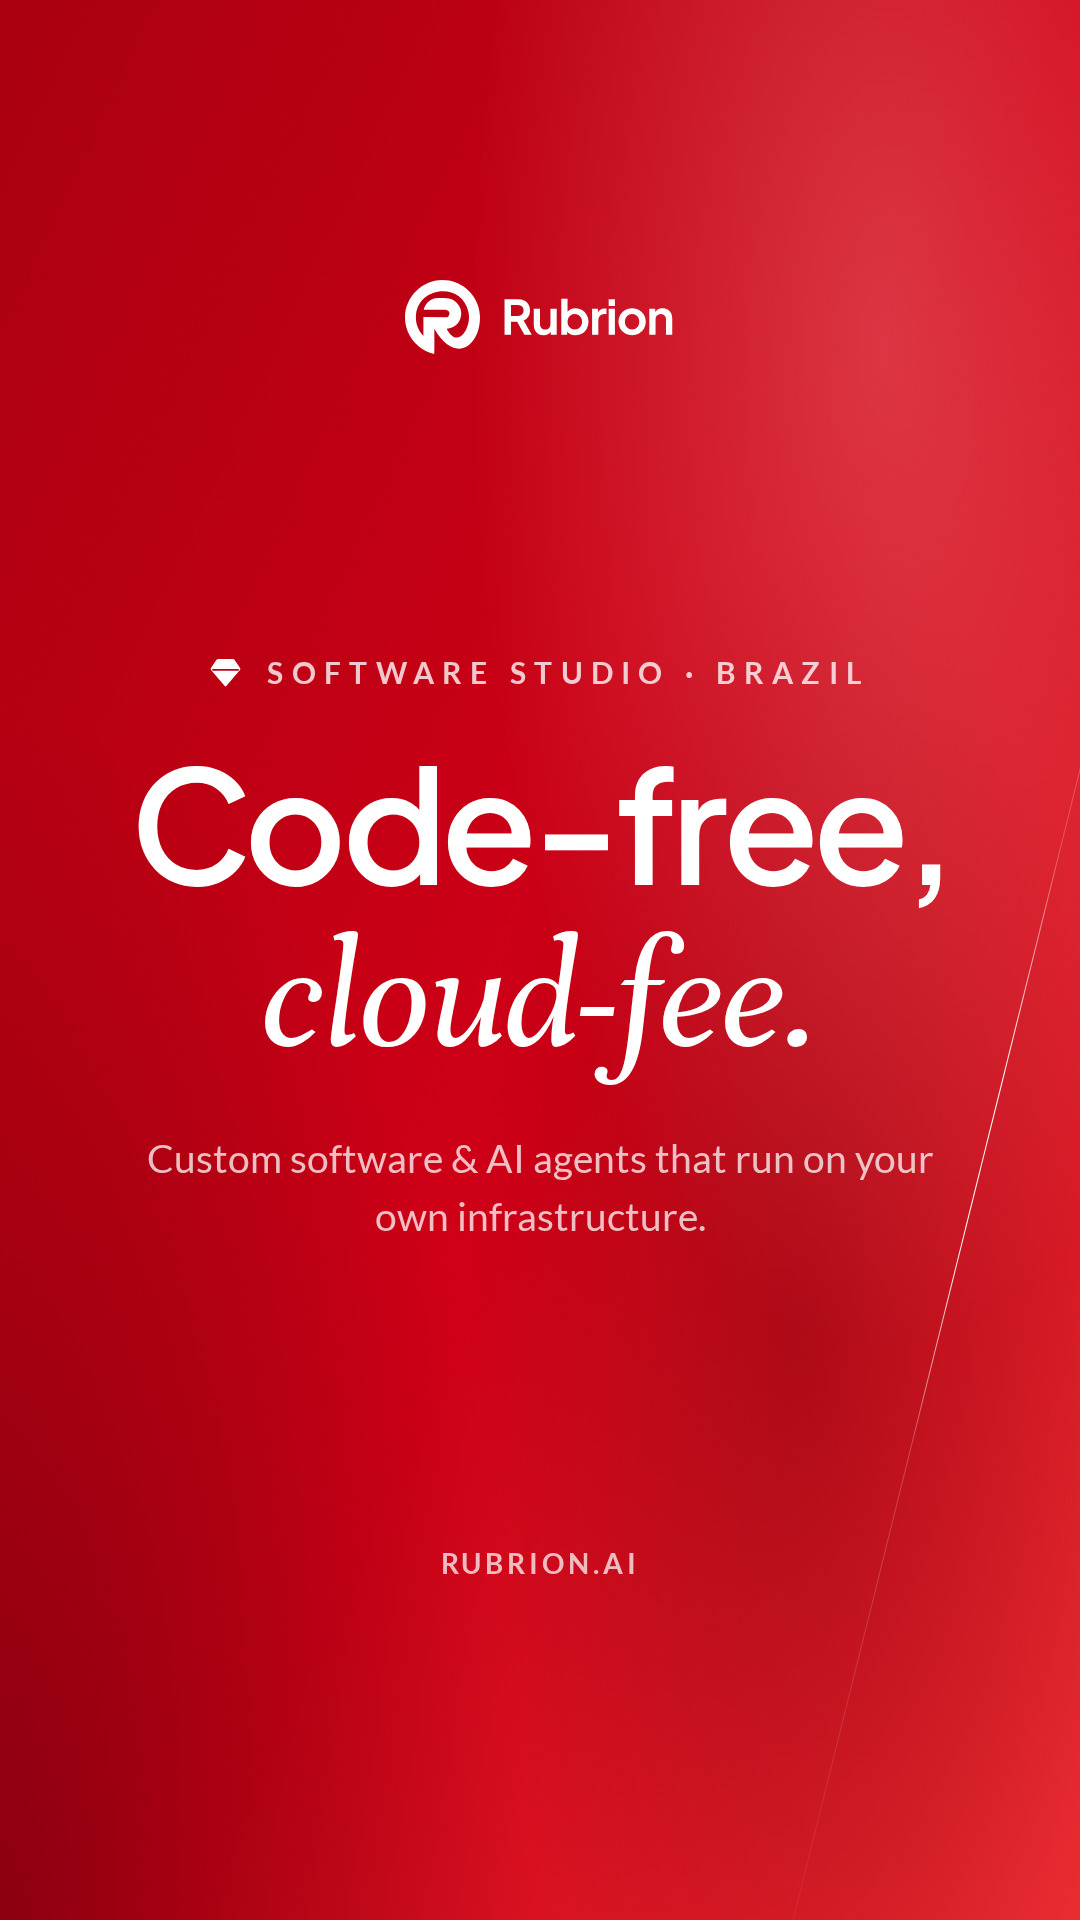 Rubrion
SOFTWARE STUDIO · BRAZIL
Code-free,
cloud-fee.
Custom software & AI agents that run on your
own infrastructure.
RUBRION.AI